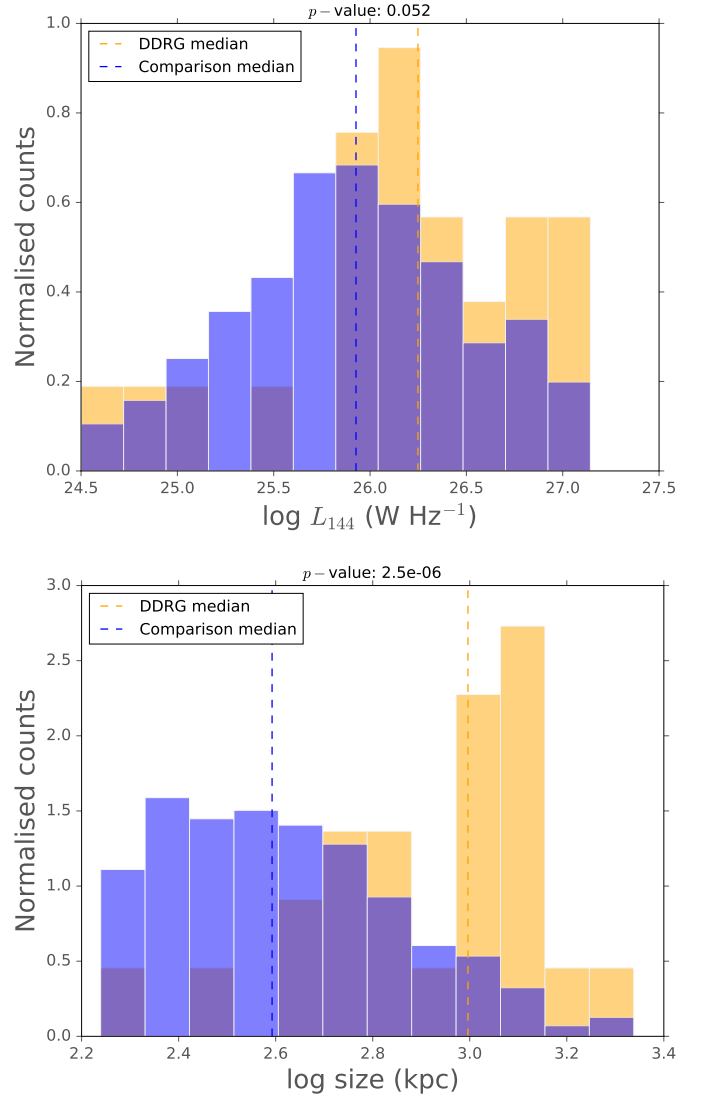 p − value: 0.052
1.0
0.8
0.6
0.4
0.2
0.0
Normalised counts
DDRG median
Comparison median
24.5 25.0 25.5 26.0 26.5 27.0 27.5
log L₁₄₄ (W Hz⁻¹)
p − value: 2.5e-06
3.0
2.5
2.0
1.5
1.0
0.5
0.0
Normalised counts
DDRG median
Comparison median
2.2 2.4 2.6 2.8 3.0 3.2 3.4
log size (kpc)